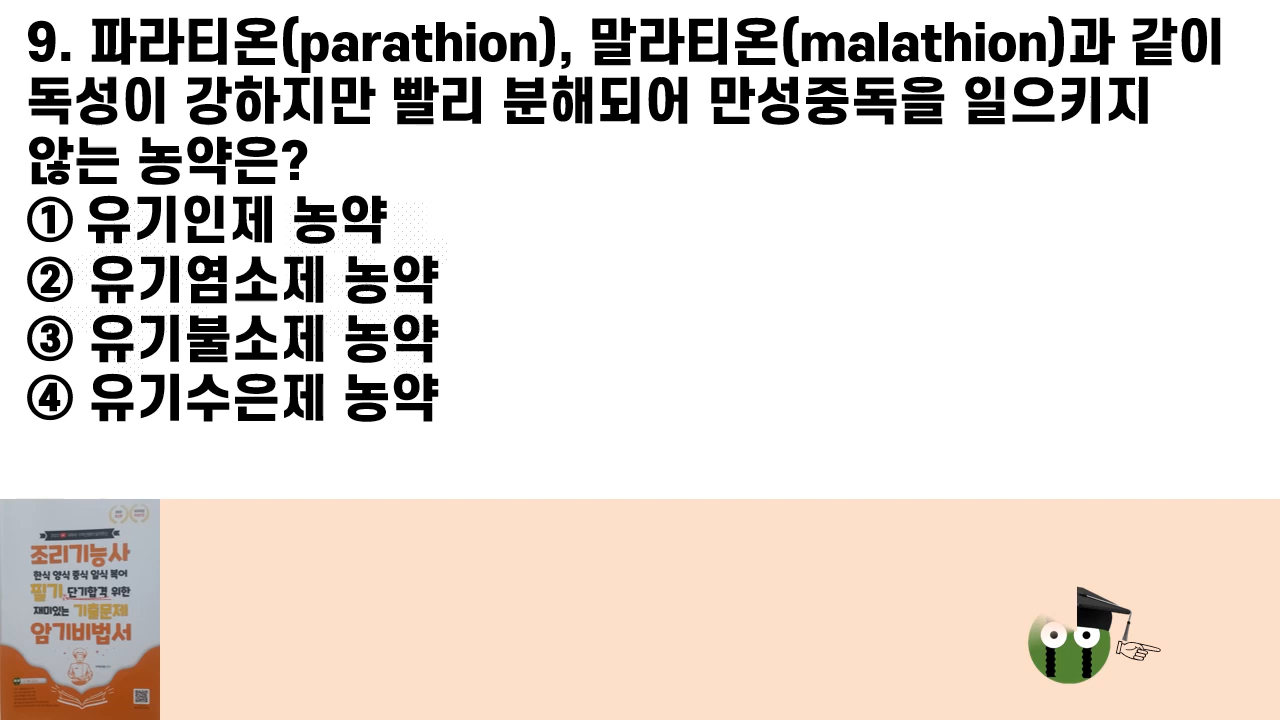 9. 파라티온(parathion), 말라티온(malathion)과 같이
독성이 강하지만 빨리 분해되어 만성중독을 일으키지
않는 농약은?
① 유기인제 농약
② 유기염소제 농약
③ 유기불소제 농약
④ 유기수은제 농약
조리기능사
한식 양식 중식 일식 복어
필기 단기합격 위한
재미있는 기출문제
암기비법서